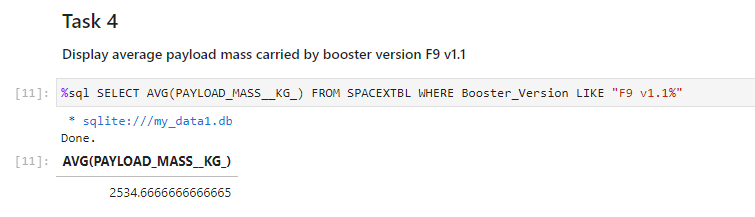 Task 4
Display average payload mass carried by booster version F9 v1.1
[11]: %sql SELECT AVG(PAYLOAD_MASS__KG_) FROM SPACEXTBL WHERE Booster_Version LIKE "F9 v1.1%"
* sqlite:///my_data1.db
Done.
[11]: AVG(PAYLOAD_MASS__KG_)
2534.6666666666665